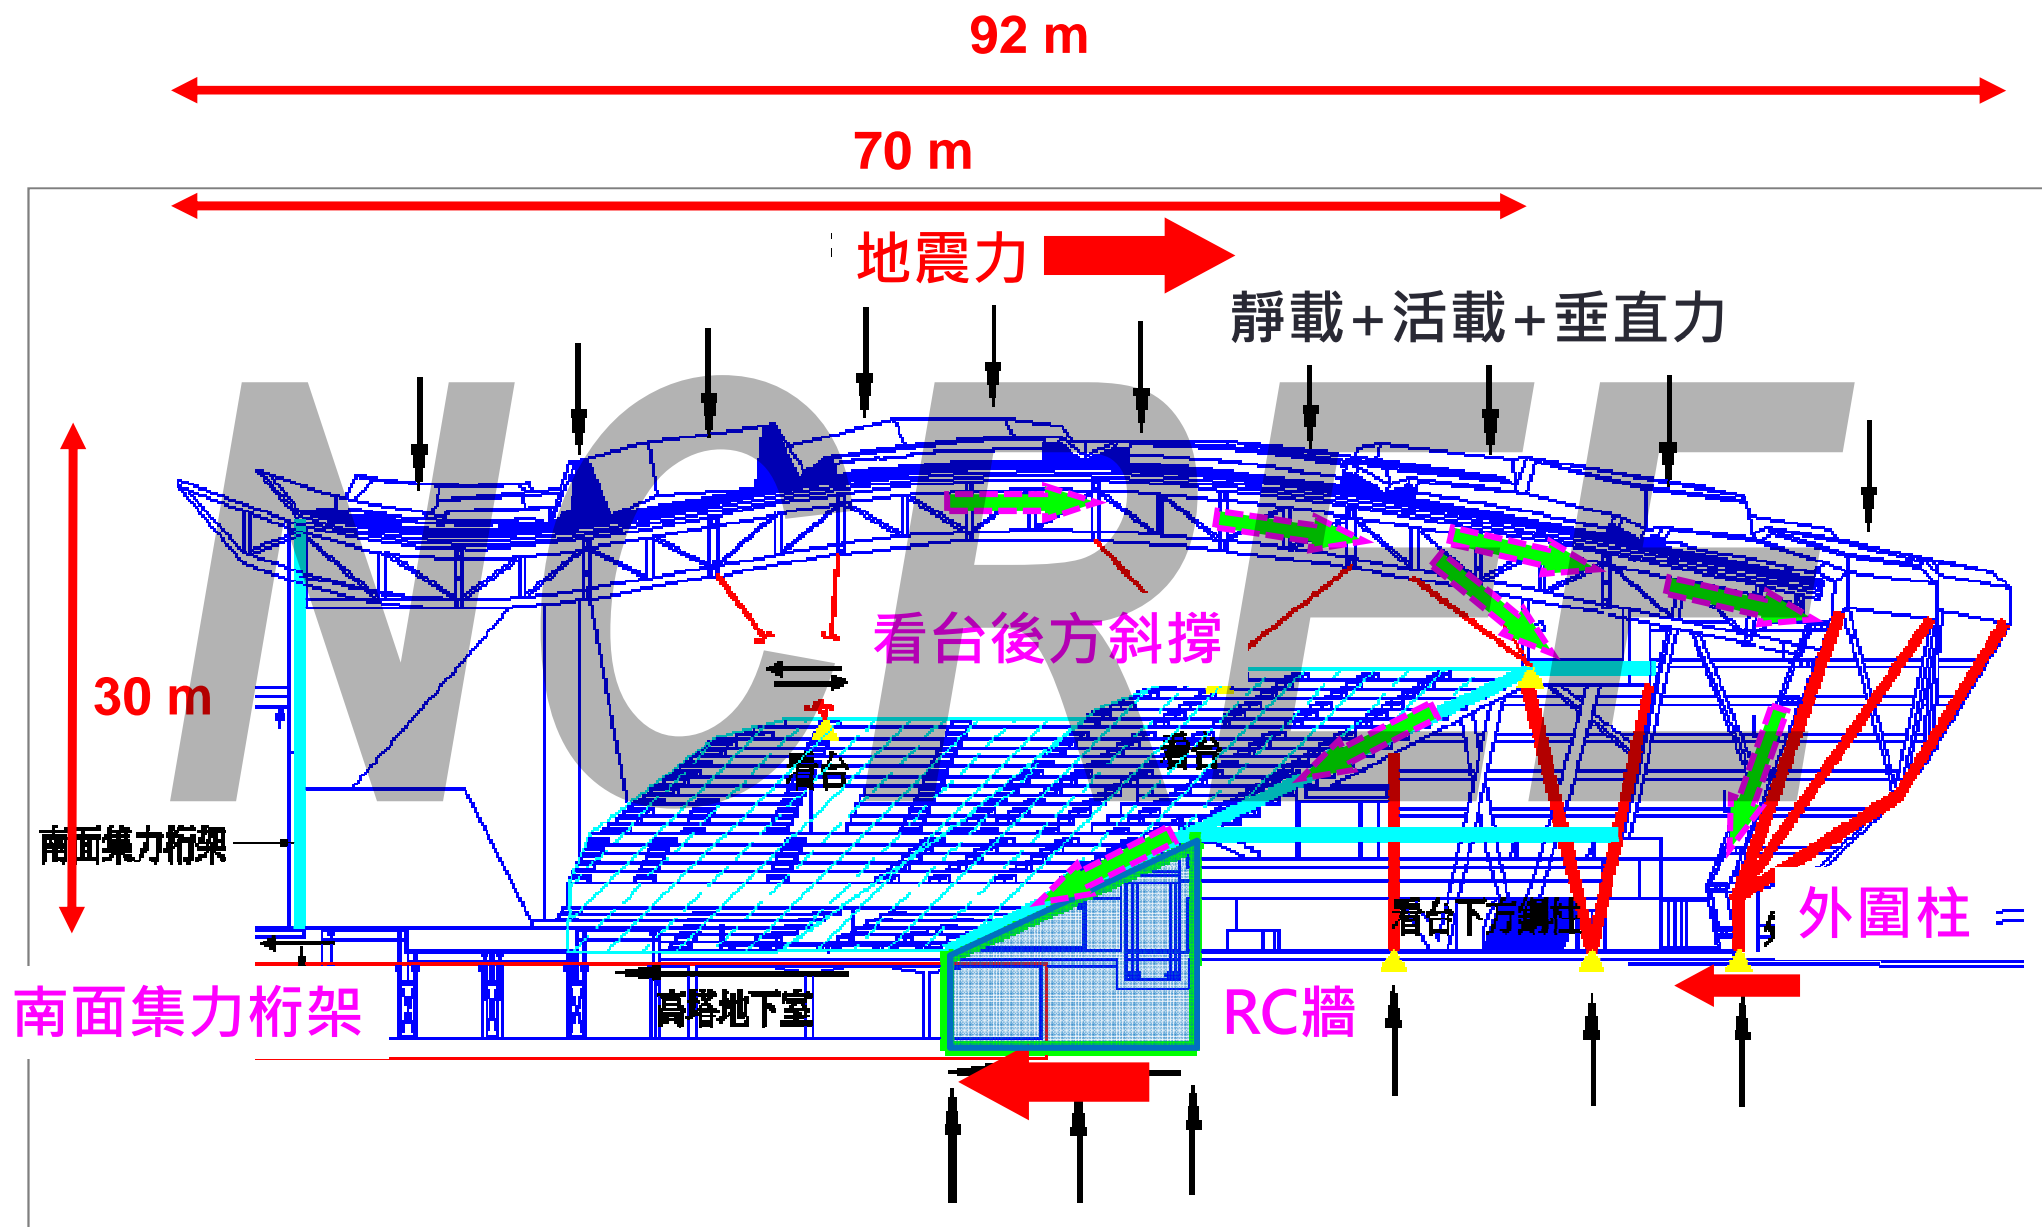 92 m
70 m
地震力
靜載+活載+垂直力
NCREE
看台後方斜撐
30 m
看台
看台
南面集力桁架
看台下方鋼柱
外圍柱
南面集力桁架
高塔地下室
RC牆